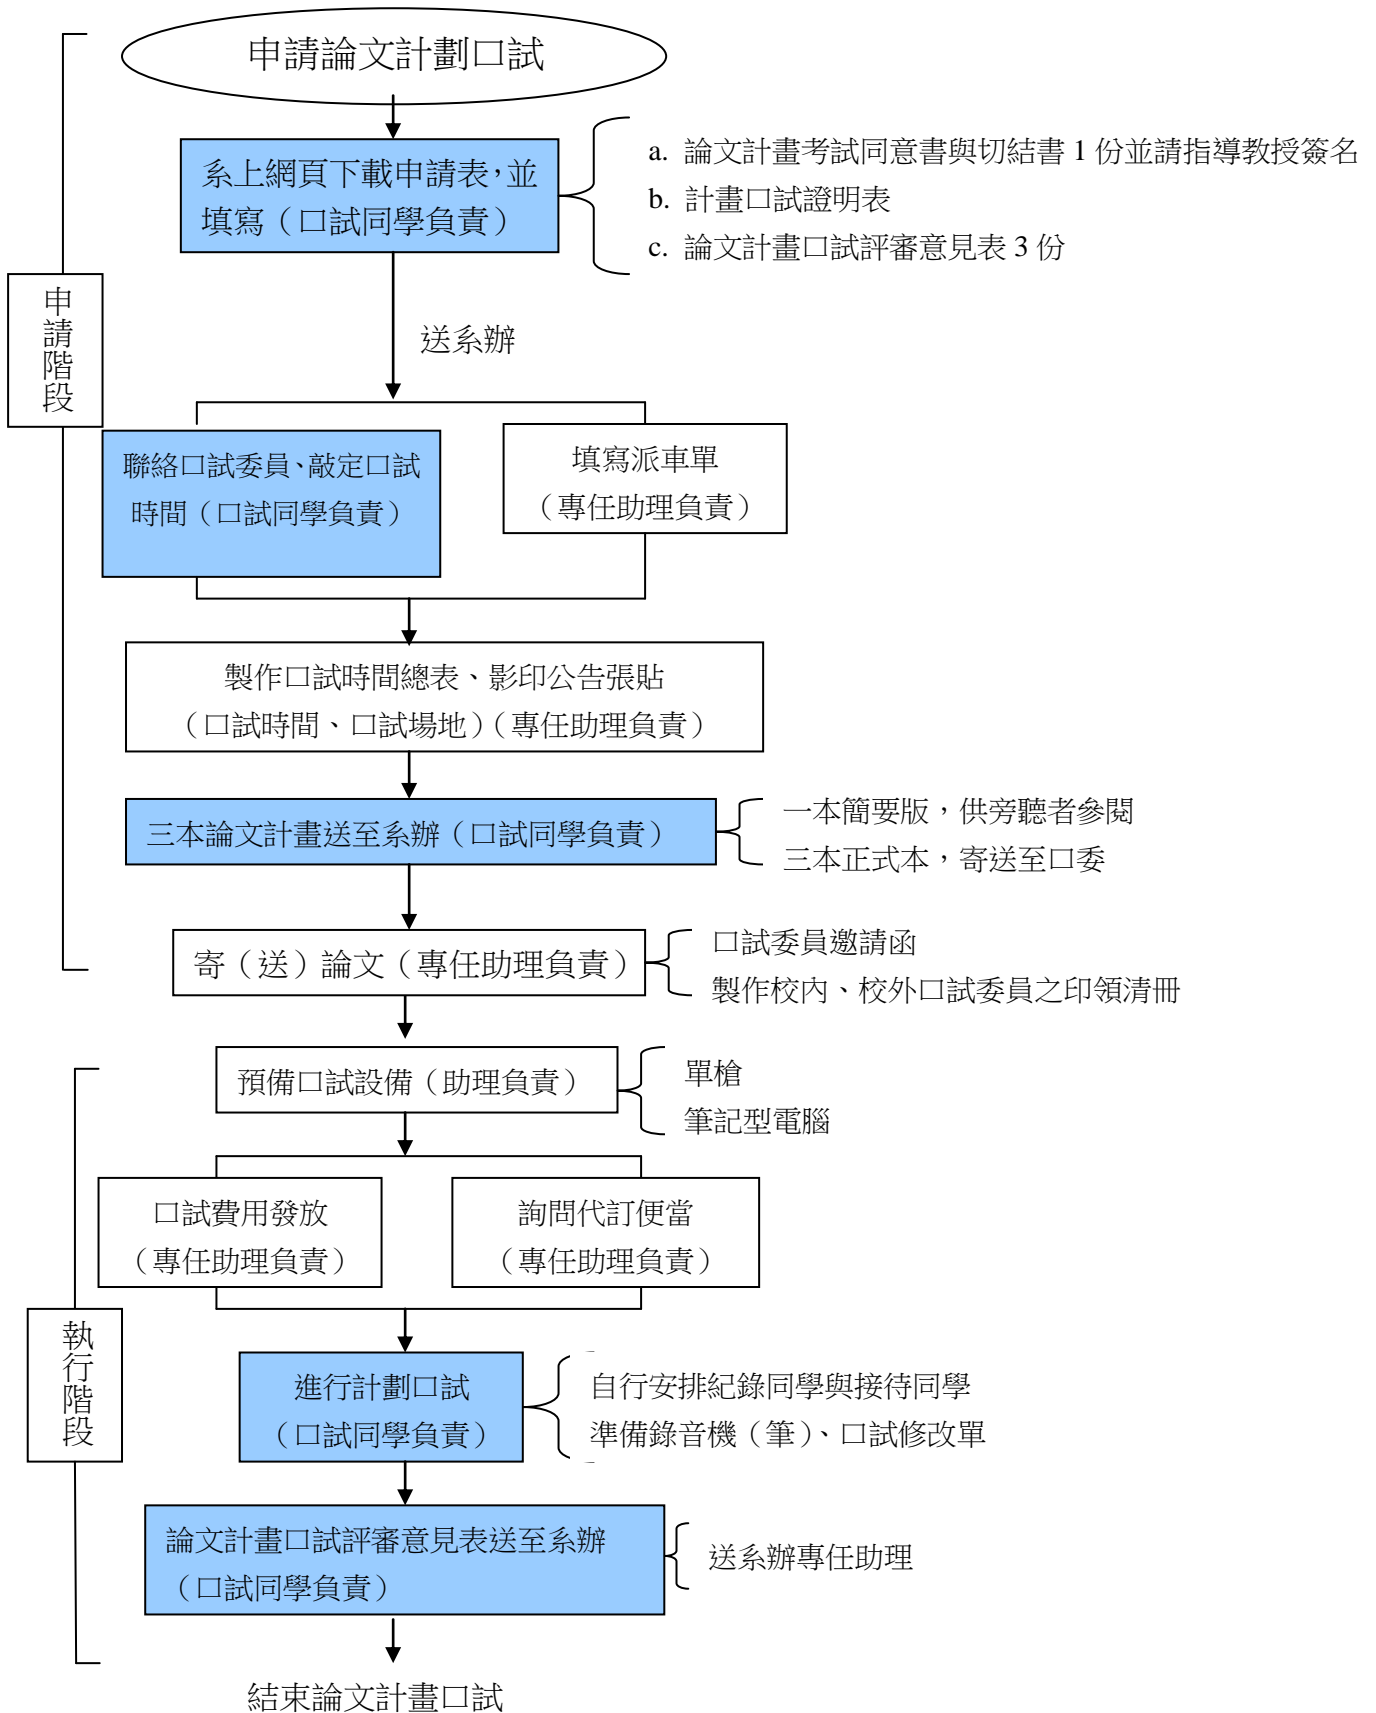 申請論文計劃口試
系上網頁下載申請表，並
填寫（口試同學負責）
a. 論文計畫考試同意書與切結書 1 份並請指導教授簽名
b. 計畫口試證明表
c. 論文計畫口試評審意見表 3 份
申請階段
送系辦
聯絡口試委員、敲定口試
時間（口試同學負責）
填寫派車單
（專任助理負責）
製作口試時間總表、影印公告張貼
（口試時間、口試場地）（專任助理負責）
三本論文計畫送至系辦（口試同學負責）
一本簡要版，供旁聽者參閱
三本正式本，寄送至口委
寄（送）論文（專任助理負責）
口試委員邀請函
製作校內、校外口試委員之印領清冊
預備口試設備（助理負責）
單槍
筆記型電腦
口試費用發放
（專任助理負責）
詢問代訂便當
（專任助理負責）
執行階段
進行計劃口試
（口試同學負責）
自行安排紀錄同學與接待同學
準備錄音機（筆）、口試修改單
論文計畫口試評審意見表送至系辦
（口試同學負責）
送系辦專任助理
結束論文計畫口試